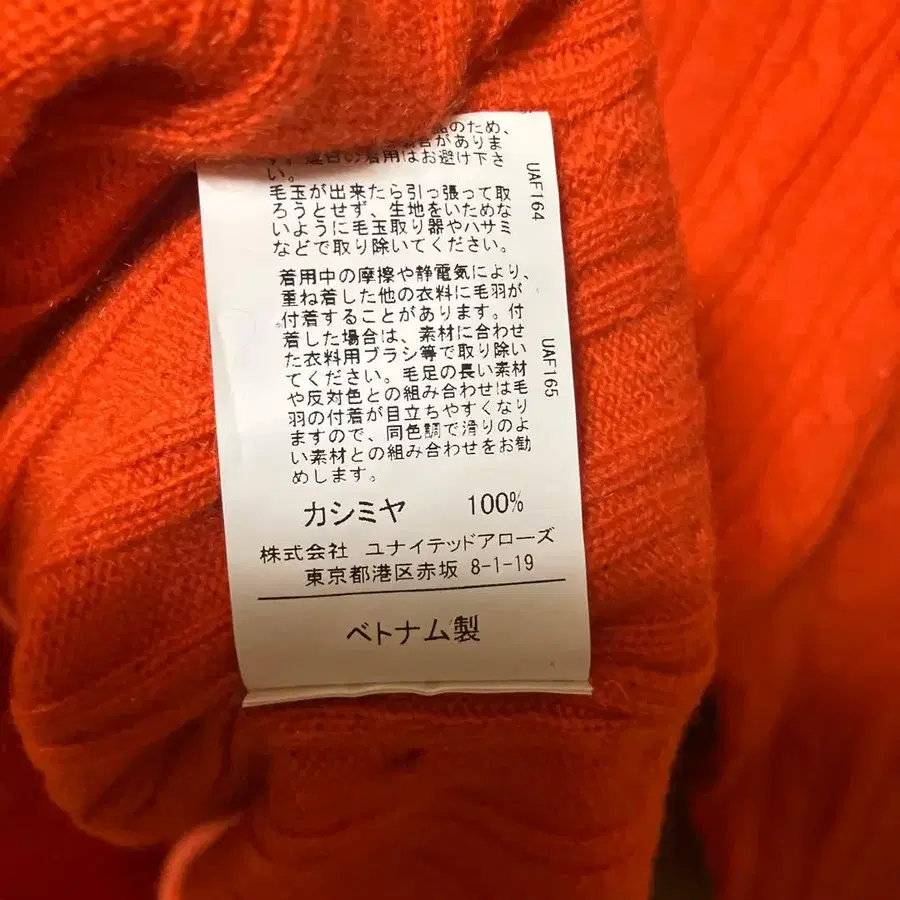 のため、
場合がありま
す。連日の着用はお避け下さ
い。
毛玉が出来たら引っ張って取
ろうとせず、生地をいためな
いように毛玉取り器やハサミ
などで取り除いてください。
UAF164
着用中の摩擦や静電気により、
重ね着した他の衣料に毛羽が
付着することがあります。付
着した場合は、素材に合わせ
た衣料用ブラシ等で取り除い
てください。毛足の長い素材
や反対色との組み合わせは毛
羽の付着が目立ちやすくなり
ますので、同色調で滑りのよ
い素材との組み合わせをお勧
めします。
UAF165
カシミヤ 100%
株式会社 ユナイテッドアローズ
東京都港区赤坂 8-1-19
ベトナム製